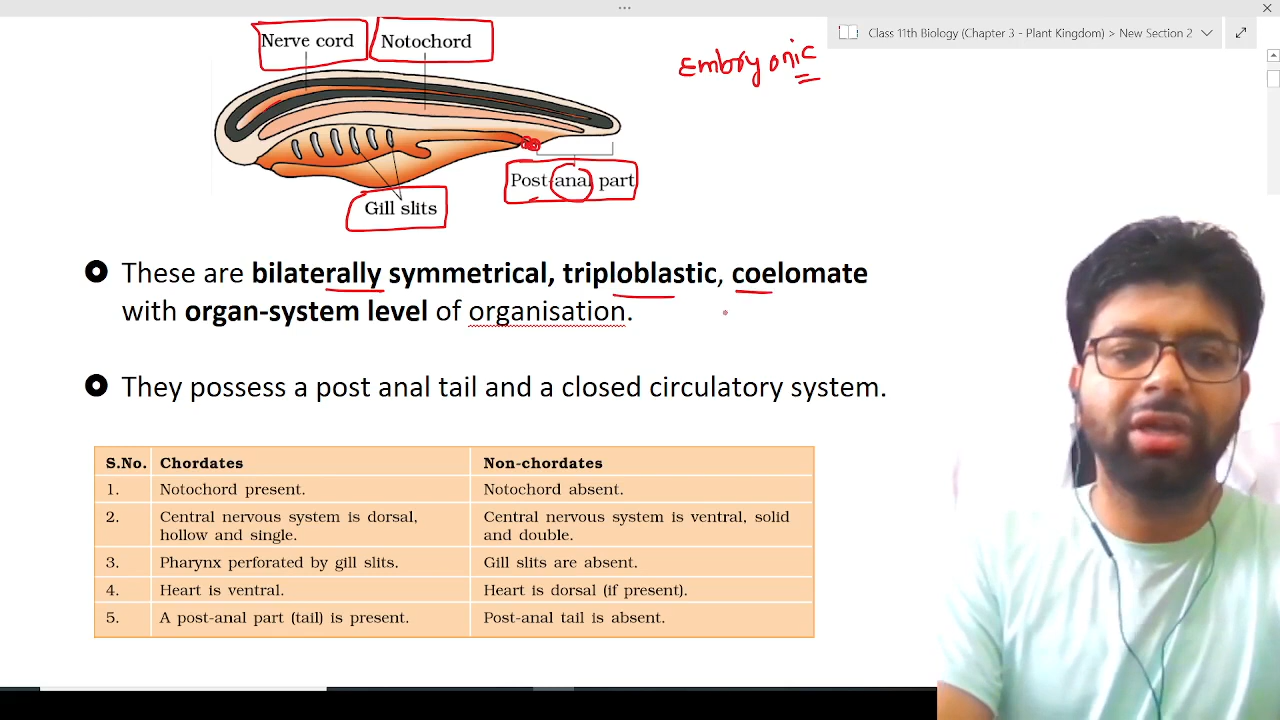 Class 11th Biology (Chapter 3 - Plant Kingdom) > New Section 2
Nerve cord
Notochord
Embryonic
Post-anal part
Gill slits
These are bilaterally symmetrical, triploblastic, coelomate
with organ-system level of organisation.
They possess a post anal tail and a closed circulatory system.
S.No. Chordates Non-chordates
1. Notochord present. Notochord absent.
2. Central nervous system is dorsal, Central nervous system is ventral, solid
hollow and single. and double.
3. Pharynx perforated by gill slits. Gill slits are absent.
4. Heart is ventral. Heart is dorsal (if present).
5. A post-anal part (tail) is present. Post-anal tail is absent.